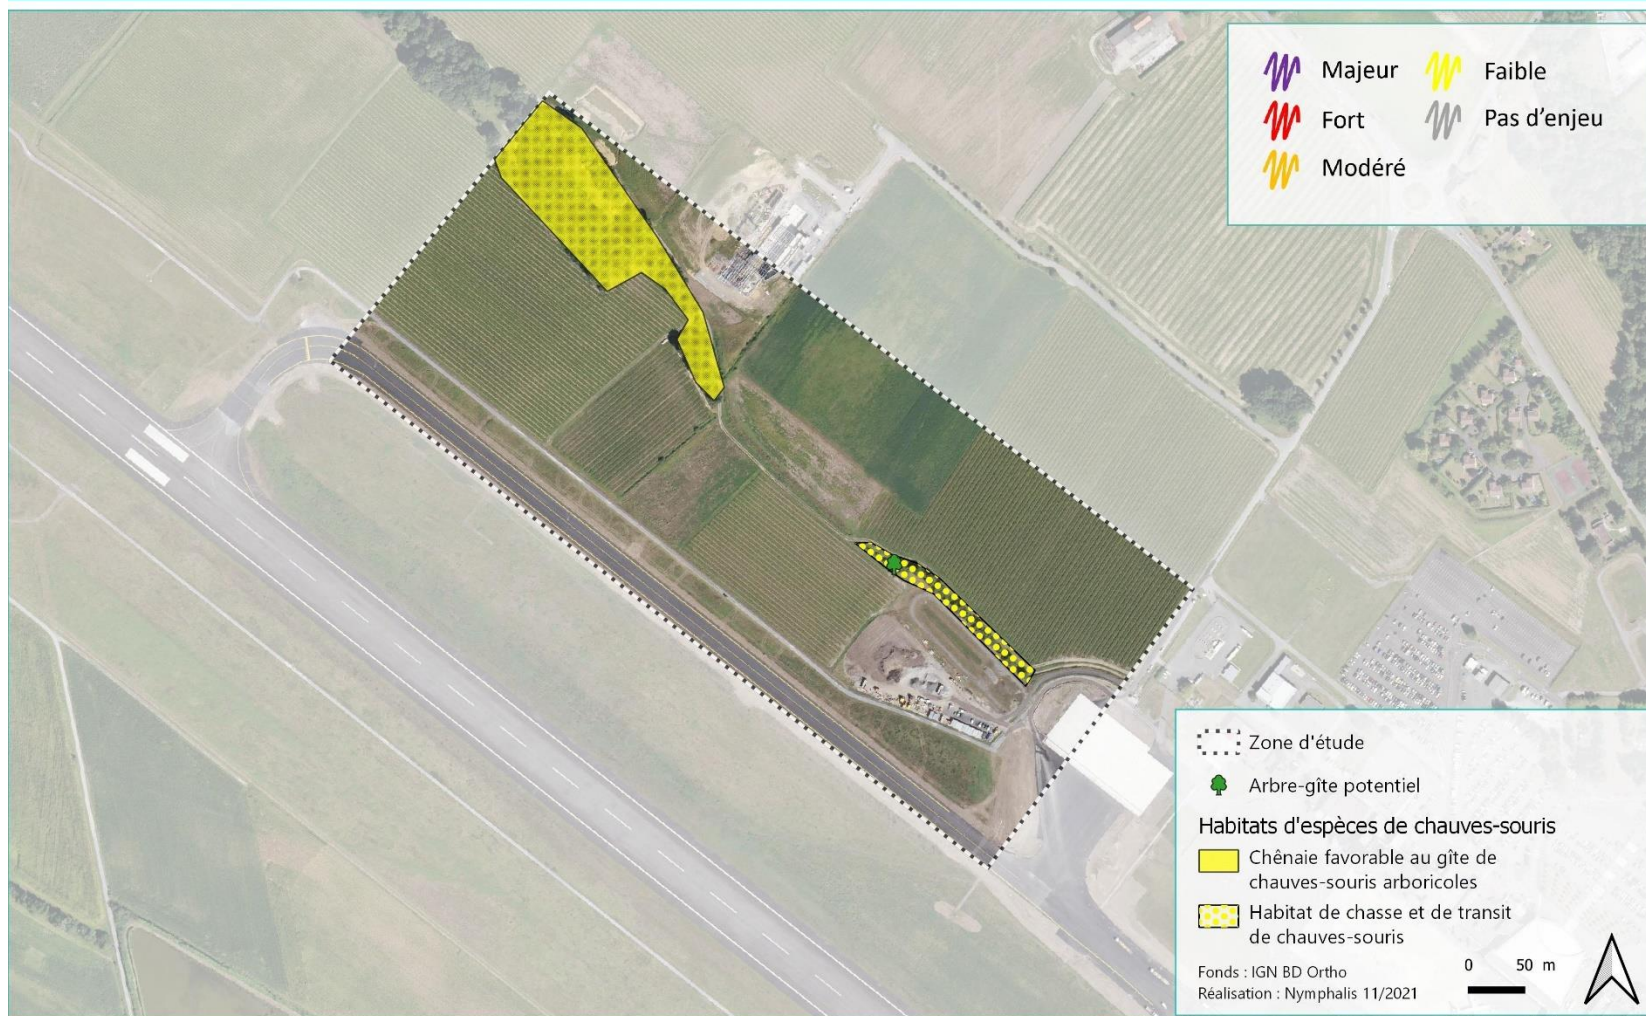 Majeur
Faible
Fort
Pas d'enjeu
Modéré
Zone d'étude
Arbre-gîte potentiel
Habitats d'espèces de chauves-souris
Chênaie favorable au gîte de
chauves-souris arboricoles
Habitat de chasse et de transit
de chauves-souris
Fonds : IGN BD Ortho
Réalisation : Nymphalis 11/2021
0 50 m